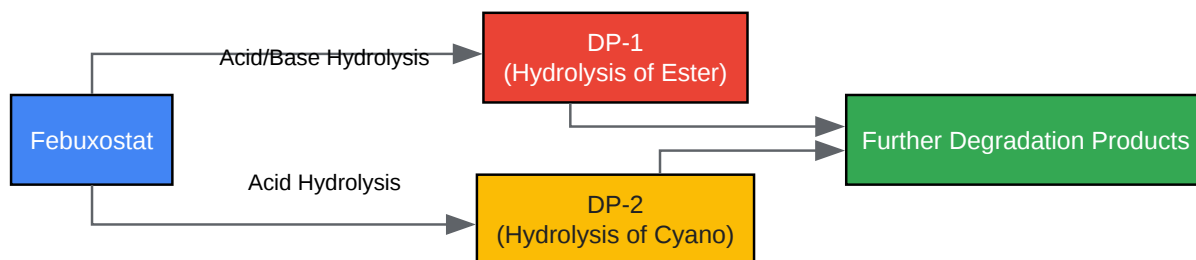 Febuxostat
Acid/Base Hydrolysis
DP-1
(Hydrolysis of Ester)
Acid Hydrolysis
DP-2
(Hydrolysis of Cyano)
Further Degradation Products